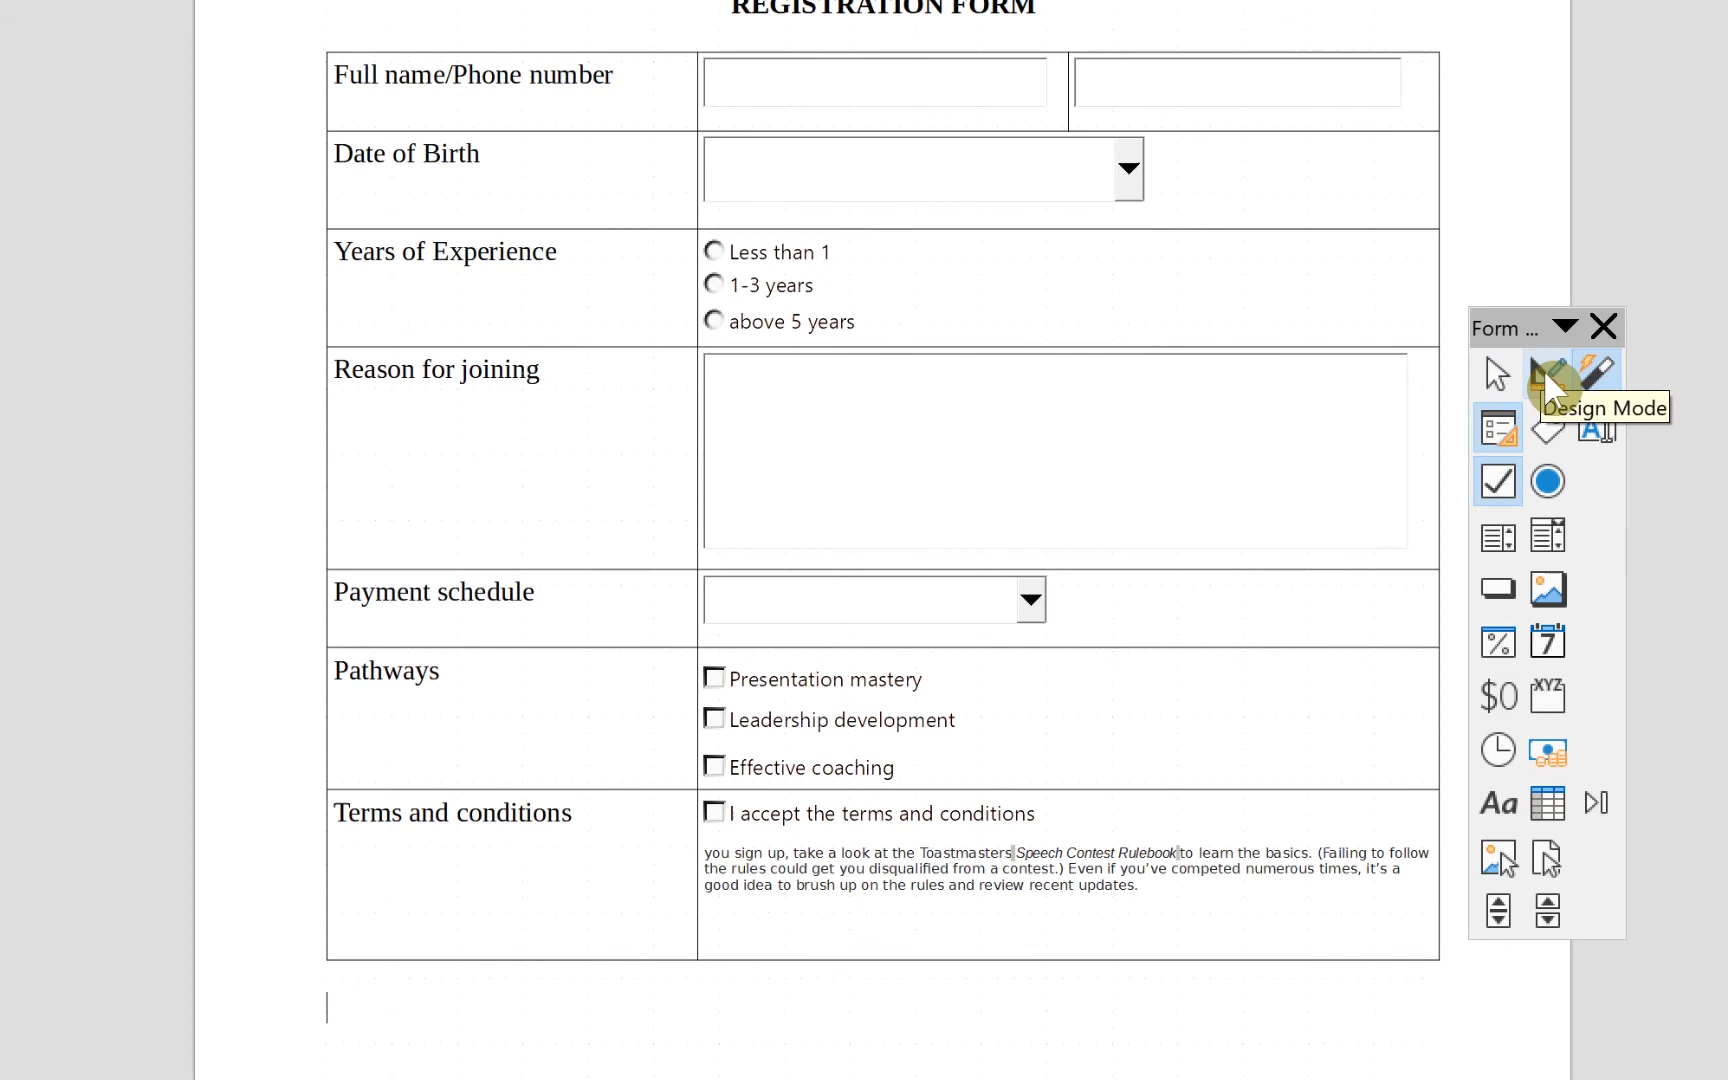 REGISTRATION FORM
Full name/Phone number
Date of Birth
Years of Experience
Less than 1
1-3 years
above 5 years
Form ...
Design Mode
Reason for joining
Payment schedule
Pathways
Presentation mastery
Leadership development
Effective coaching
Terms and conditions
I accept the terms and conditions
you sign up, take a look at the Toastmasters Speech Contest Rulebook to learn the basics. (Failing to follow
the rules could get you disqualified from a contest.) Even if you’ve competed numerous times, it’s a
good idea to brush up on the rules and review recent updates.
A
%
7
$0
XYZ
Aa